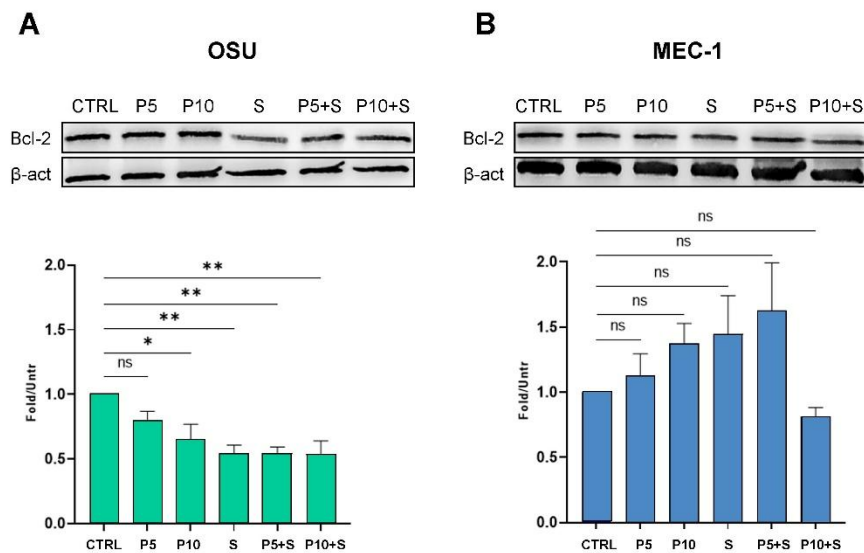 A
OSU
CTRL P5 P10 S P5+S P10+S
Bcl-2
β-act
**
**
**
*
ns
2.0
1.5
1.0
0.5
0.0
Fold/Untr
CTRL P5 P10 S P5+S P10+S
B
MEC-1
CTRL P5 P10 S P5+S P10+S
Bcl-2
β-act
ns
ns
ns
ns
ns
2.0
1.5
1.0
0.5
0.0
Fold/Untr
CTRL P5 P10 S P5+S P10+S